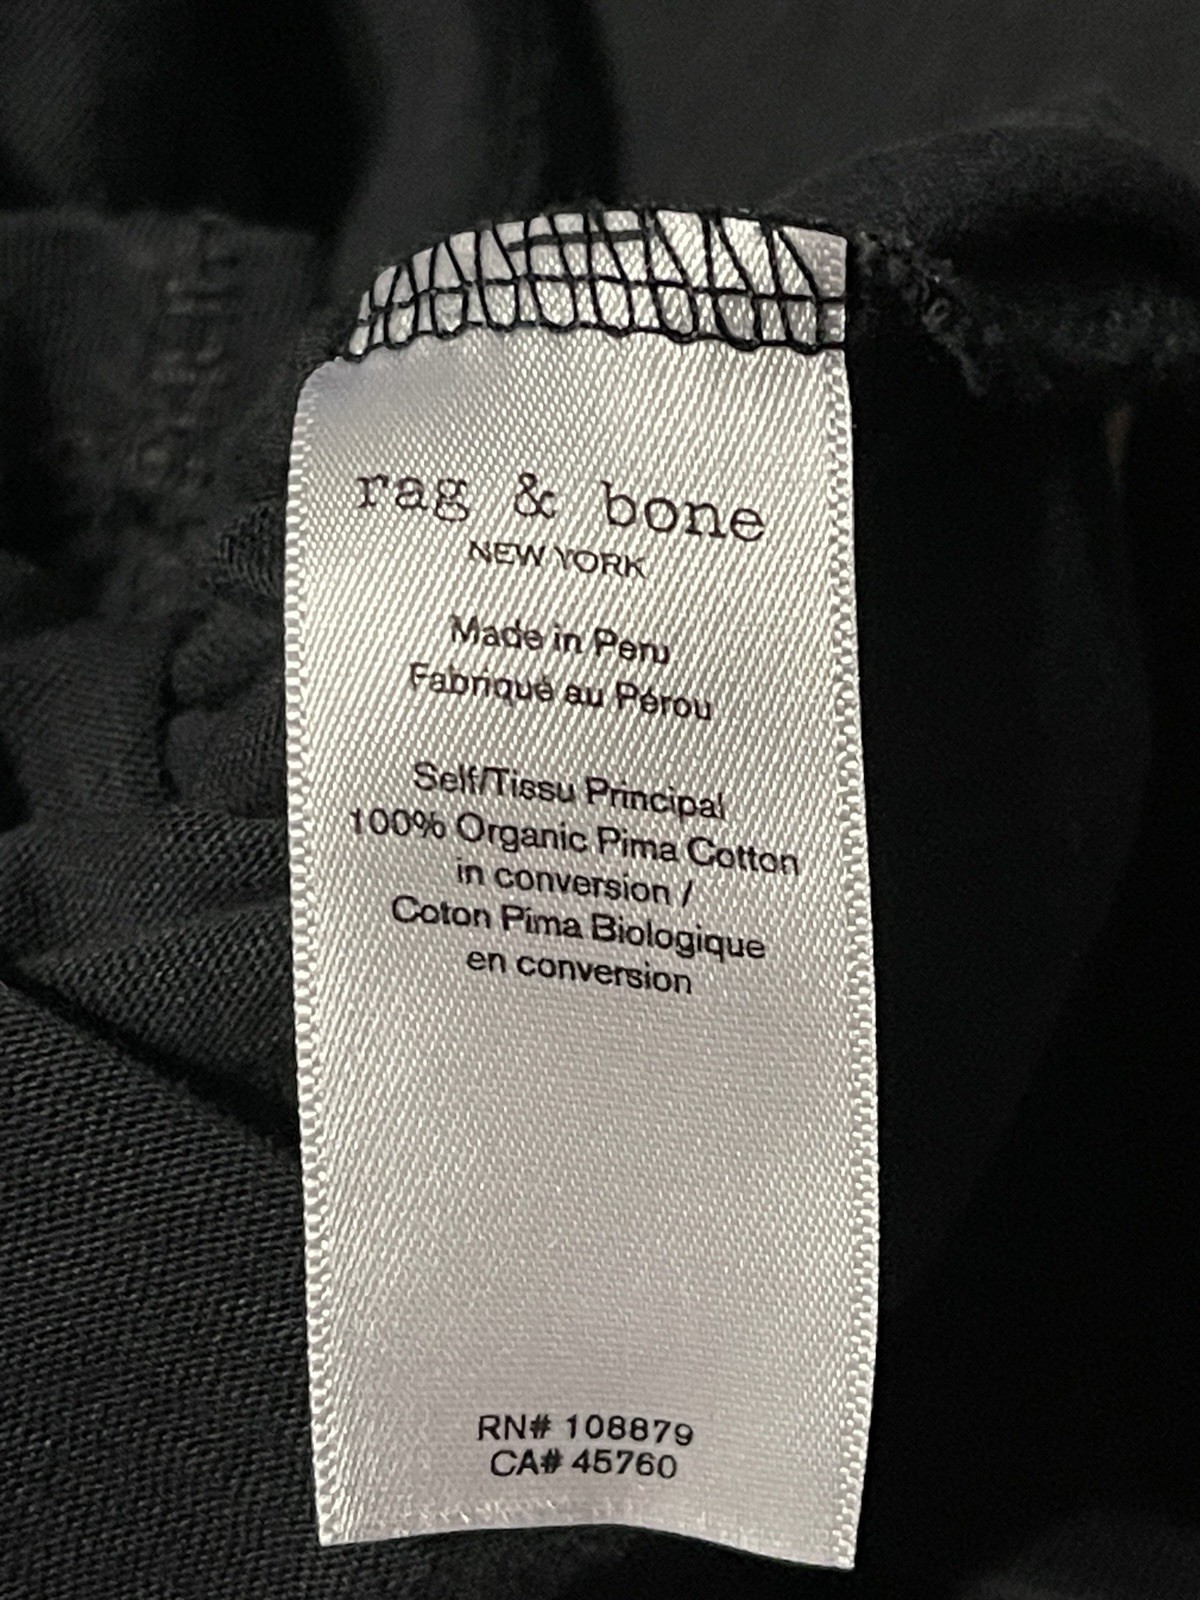 rag & bone
NEW YORK
Made in Peru
Fabriqué au Pérou
Self/Tissu Principal
100% Organic Pima Cotton
in conversion /
Coton Pima Biologique
en conversion
RN# 108879
CA# 45760